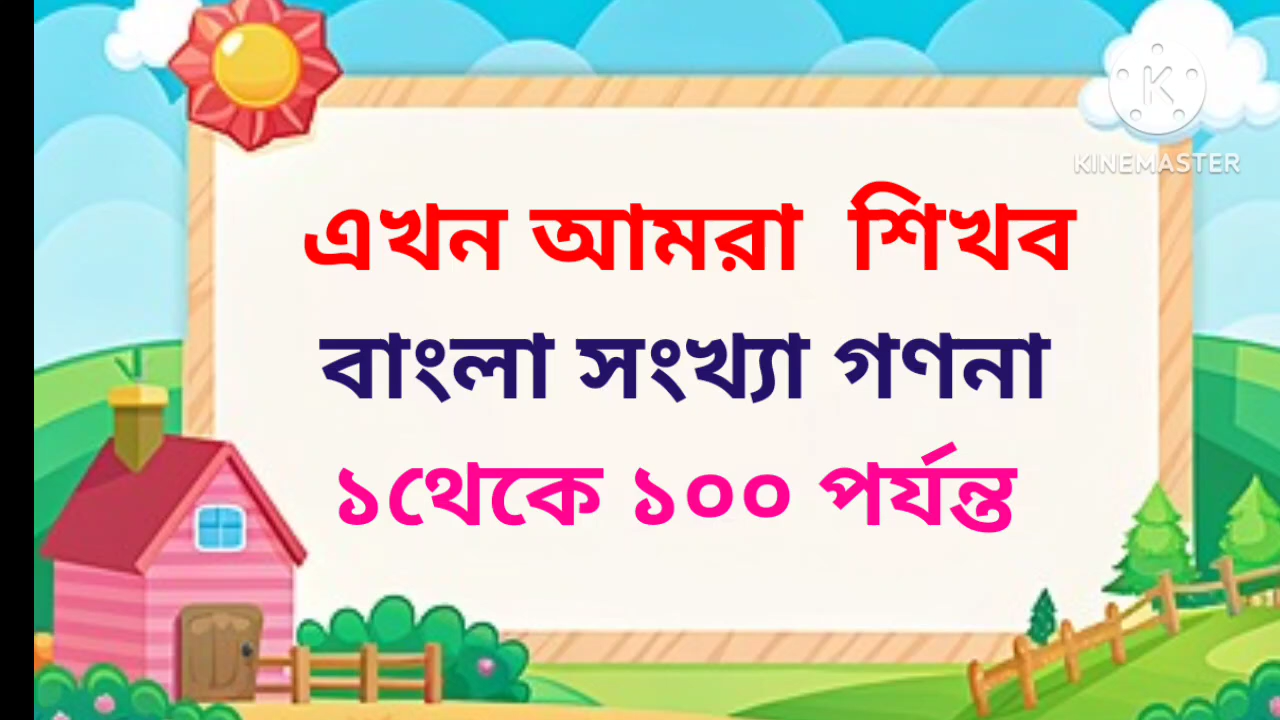 এখন আমরা শিখব
বাংলা সংখ্যা গণনা
১থেকে ১০০ পর্যন্ত
K
KINEMASTER